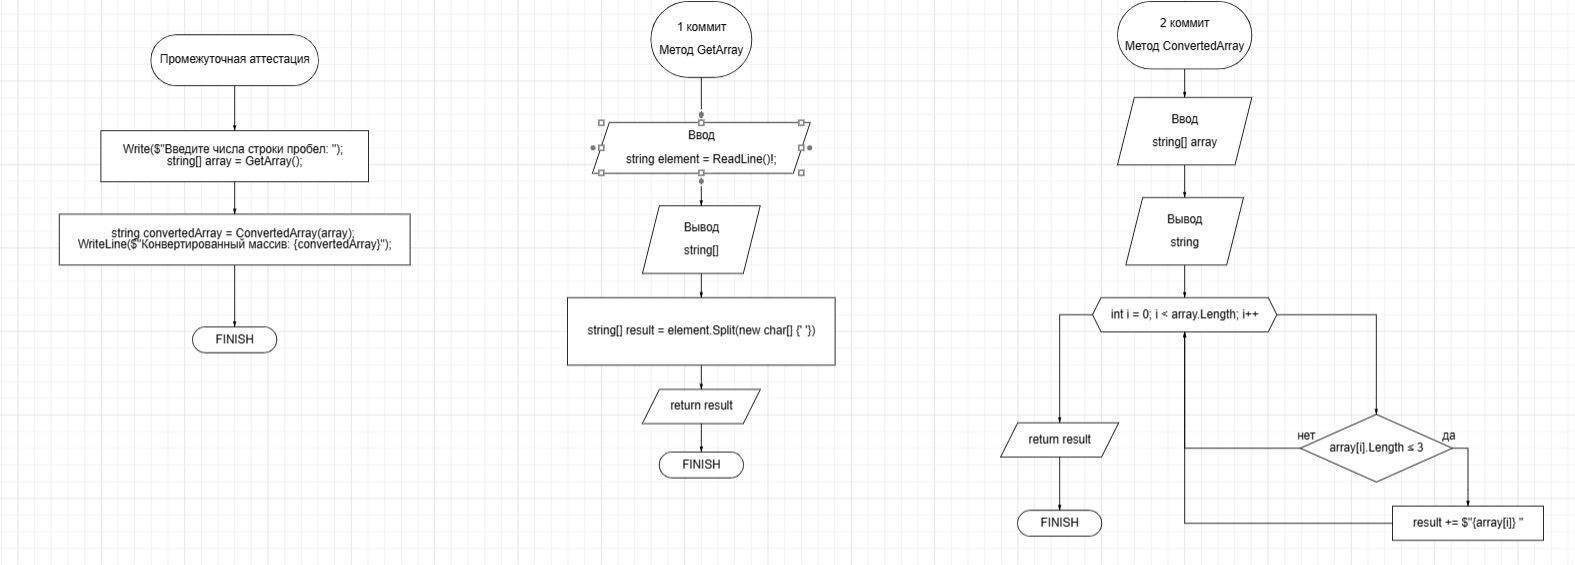 Промежуточная аттестация
Write($"Введите числа строки пробел: ");
string[] array = GetArray();
string convertedArray = ConvertedArray(array);
WriteLine($"Конвертированный массив: {convertedArray}");
FINISH
1 коммит
Метод GetArray
Ввод
string element = ReadLine()!;
Вывод
string[]
string[] result = element.Split(new char[] {' '})
return result
FINISH
2 коммит
Метод ConvertedArray
Ввод
string[] array
Вывод
string
int i = 0; i < array.Length; i++
return result
FINISH
нет
да
array[i].Length ≤ 3
result += $"{array[i]} "